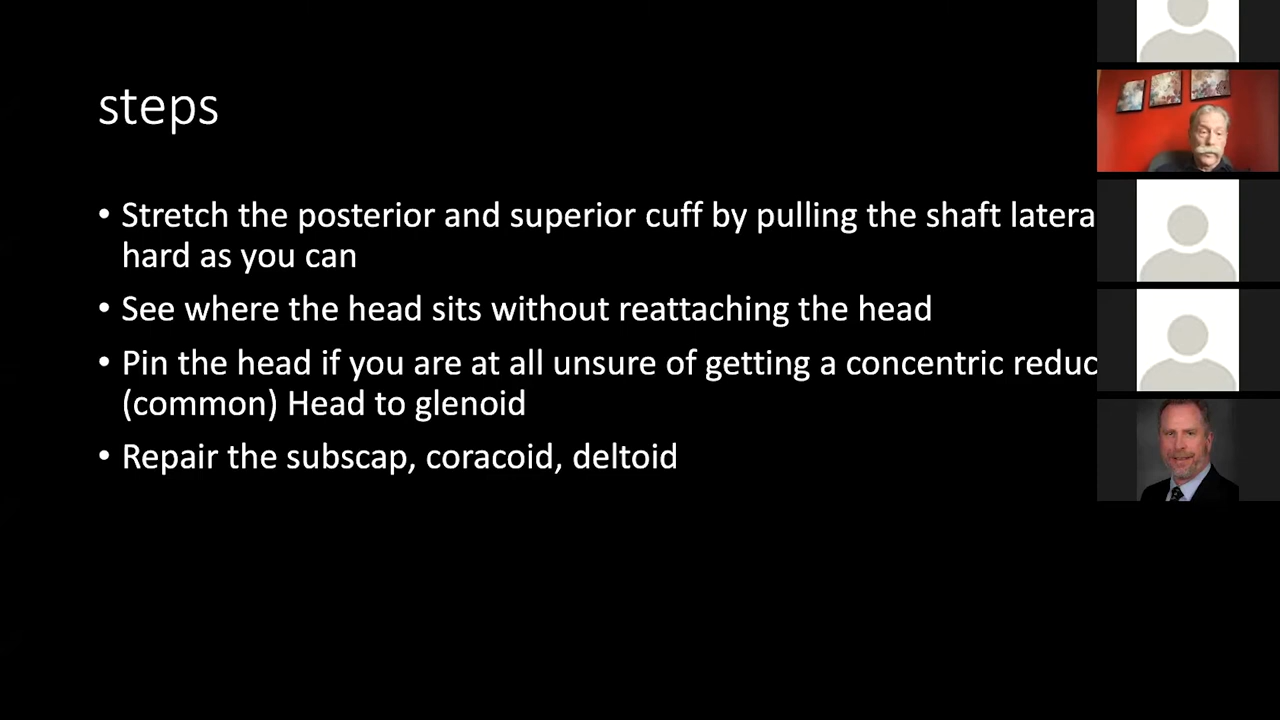 steps
• Stretch the posterior and superior cuff by pulling the shaft latera
hard as you can
• See where the head sits without reattaching the head
• Pin the head if you are at all unsure of getting a concentric reduc
(common) Head to glenoid
• Repair the subscap, coracoid, deltoid